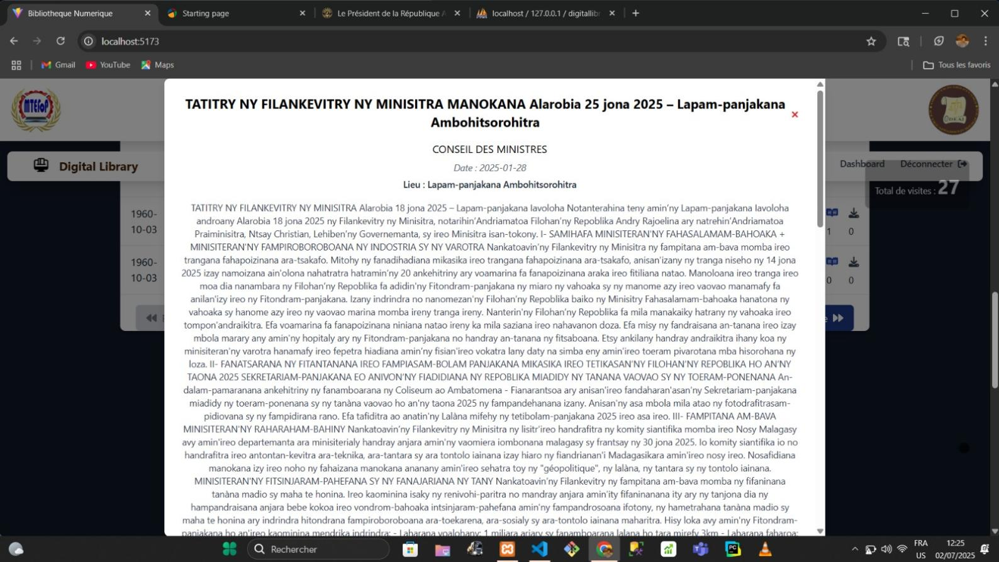 Bibliotheque Numerique
Starting page
Le Président de la République A
localhost / 127.0.0.1 / digitallibr
localhost:5173
Gmail
YouTube
Maps
Tous les favoris
MTEFoP
Digital Library
Dashboard
Déconnecter
Total de visites : 27
1960-
10-03
1 0
1960-
10-03
0 0
TATITRY NY FILANKEVITRY NY MINISITRA MANOKANA Alarobia 25 jona 2025 – Lapam-panjakana
Ambohitsorohitra
CONSEIL DES MINISTRES
Date : 2025-01-28
Lieu : Lapam-panjakana Ambohitsorohitra
TATITRY NY FILANKEVITRY NY MINISITRA Alarobia 18 jona 2025 – Lapam-panjakana Iavoloha Notanterahina teny amin’ny Lapam-panjakana Iavoloha
androany Alarobia 18 jona 2025 ny Filankevitry ny Minisitra, notarihin’Andriamatoa Filohan’ny Repoblika Andry Rajoelina ary natrehin’Andriamatoa
Praiminisitra, Ntsay Christian, Lehiben’ny Governemanta, sy ireo Minisitra isan-tokony. I- SAMIHAFA MINISITERAN'NY FAHASALAMAM-BAHOAKA +
MINISITERAN’NY FAMPIROBOROBOANA NY INDOSTRIA SY NY VAROTRA Nankatoavin’ny Filankevitry ny Minisitra ny fampitana am-bava momba ireo
trangana fahapoizinana ara-tsakafo. Mitohy ny fanadihadiana mikasika ireo trangana fahapoizinana ara-tsakafo, anisan'izany ny tranga niseho ny 14 jona
2025 izay namoizana ain'olona nahatratra hatramin’ny 20 ankehitriny ary voamarina fa fanapoizinana araka ireo fitiliana natao. Manoloana ireo tranga ireo
moa dia nanambara ny Filohan’ny Repoblika fa adidin'ny Fitondram-panjakana ny miaro ny vahoaka sy ny manome azy ireo vaovao manamafy fa
anilan'izy ireo ny Fitondram-panjakana. Izany indrindra no nanomezan'ny Filohan’ny Repoblika baiko ny Ministry Fahasalamam-bahoaka hanatona ny
vahoaka sy hanome azy ireo ny vaovao marina momba ireny tranga ireny. Nanterin'ny Filohan’ny Repoblika fa mila manakaiky hatrany ny vahoaka ireo
tompon’andraikitra. Efa voamarina fa fanapoizinana niniana natao ireny ka mila saziana ireo nahavanon doza. Efa misy ny fandraisana an-tanana ireo izay
mbola marary any amin'ny hopitaly ary ny Fitondram-panjakana no handray an-tanana ny fitsaboana. Etsy ankilany handray andraikitra ihany koa ny
minisiteran’ny varotra hanamafy ireo fepetra hiadiana amin’ny fisian’ireo vokatra lany daty na simba eny amin’ireo toeram pivarotana mba hisorohana ny
loza. II- FANATSARANA NY FITANTANANA IREO FAMPIASAM-BOLAM PANJAKANA MIKASIKA IREO TETIKASAN’NY FILOHAN’NY REPOBLIKA HO AN’NY
TAONA 2025 SEKRETARIAM-PANJAKANA EO ANIVON’NY FIADIDIANA NY REPOBLIKA MIADIDY NY TANANA VAOVAO SY NY TOERAM-PONENANA An-
dalam-pamaranana ankehitriny ny fanamboarana ny Coliseum ao Ambatomena - Fianarantsoa ary anisan'ireo fandaharan'asan'ny Sekretariam-panjakana
miadidy ny toeram-ponenana sy ny tanàna vaovao ho an'ny taona 2025 ny fampandehanana izany. Anisan’ny asa mbola mila atao ny fotodrafitrasam-
pidiovana sy ny fampidirana rano. Efa tafiditra ao anatin'ny Lalàna mifehy ny tetibolam-panjakana 2025 ireo asa ireo. III- FAMPITANA AM-BAVA
MINISITERAN'NY RAHARAHAM-BAHINY Nankatoavin’ny Filankevitry ny Minisitra ny lisitr’ireo handrafitra ny komity siantifika momba ireo Nosy Malagasy
avy amin'ireo departemanta ara ministerialy handray anjara amin’ny vaomiera iombonana malagasy sy frantsay ny 30 jona 2025. Io komity siantifika io no
handrafitra ireo antontan-kevitra ara-teknika, ara-tantara sy ara tontolo iainana izay hiaro ny fiandrianan'i Madagasikara amin'ireo nosy ireo. Nosafidiana
manokana izy ireo noho ny fahaizana manokana ananany amin'ireo sehatra toy ny "géopolitique", ny lalàna, ny tantara sy ny tontolo iainana.
MINISITERAN'NY FITSINJARAM-PAHEFANA SY NY FANAJARIANA NY TANY Nankatoavin’ny Filankevitry ny fampitana am-bava momba ny fifaninana
tanàna madio sy maha te honina. Ireo kaominina isaky ny renivohi-paritra no mandray anjara amin’ity fifaninanana ity ary ny tanjona dia ny
hampandraisana anjara bebe kokoa ireo vondrom-bahoaka intsinjaram-pahefana amin’ny fampandrosoana ifotony, ny hametrahana tanàna madio sy
maha te honina ary indrindra hitondrana fampiroboroboana ara-toekarena, ara-sosialy sy ara-tontolo iainana maharitra. Hisy loka avy amin'ny Fitondram-
panjakana ho an'ireo kaominina mendrika indrindra: - Laharana voalohany: 1 miliara ariary sy fanamboarana lalana ho tara mirefy 3km - Laharana faharoa:
Rechercher
FRA
US
12:25
02/07/2025